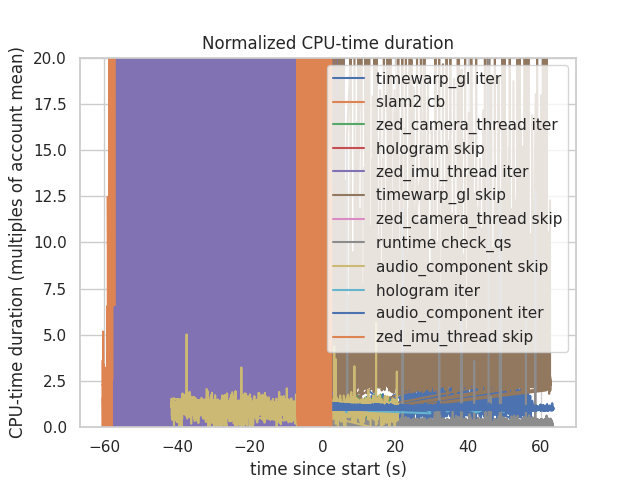 Normalized CPU-time duration
CPU-time duration (multiples of account mean)
20.0
17.5
15.0
12.5
10.0
7.5
5.0
2.5
0.0
timewarp_gl iter
slam2 cb
zed_camera_thread iter
hologram skip
zed_imu_thread iter
timewarp_gl skip
zed_camera_thread skip
runtime check_qs
audio_component skip
hologram iter
audio_component iter
zed_imu_thread skip
−60 −40 −20 0 20 40 60
time since start (s)